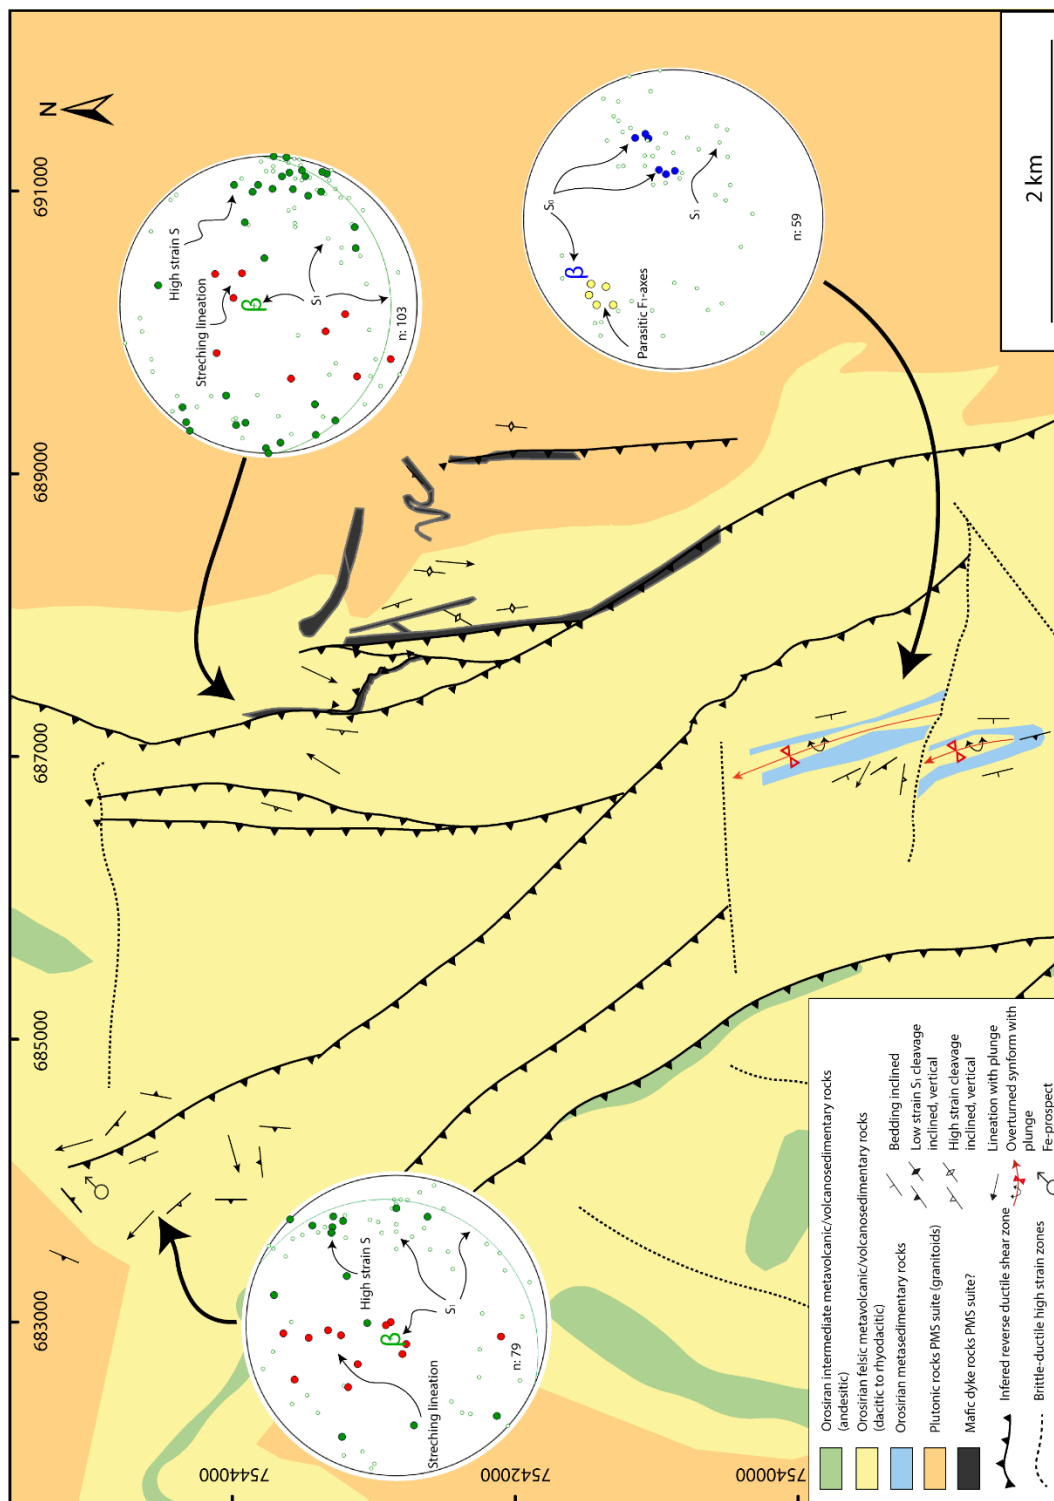 N
691000
689000
687000
685000
683000
7544000
7542000
7540000
2 km
High strain S
Streching lineation
β
S1
n: 103
S0
β
S1
Parasitic F1-axes
n: 59
High strain S
β
S1
Streching lineation
n: 79
Orosiran intermediate metavolcanic/volcanosedimentary rocks
(andesitic)
Orosirian felsic metavolcanic/volcanosedimentary rocks
(dacitic to rhyodacitic)
Orosirian metasedimentary rocks
Plutonic rocks PMS suite (granitoids)
Mafic dyke rocks PMS suite?
Infered reverse ductile shear zone
Brittle-ductile high strain zones
Bedding inclined
Low strain S1 cleavage
inclined, vertical
High strain cleavage
inclined, vertical
Lineation with plunge
Overturned synform with
plunge
Fe-prospect